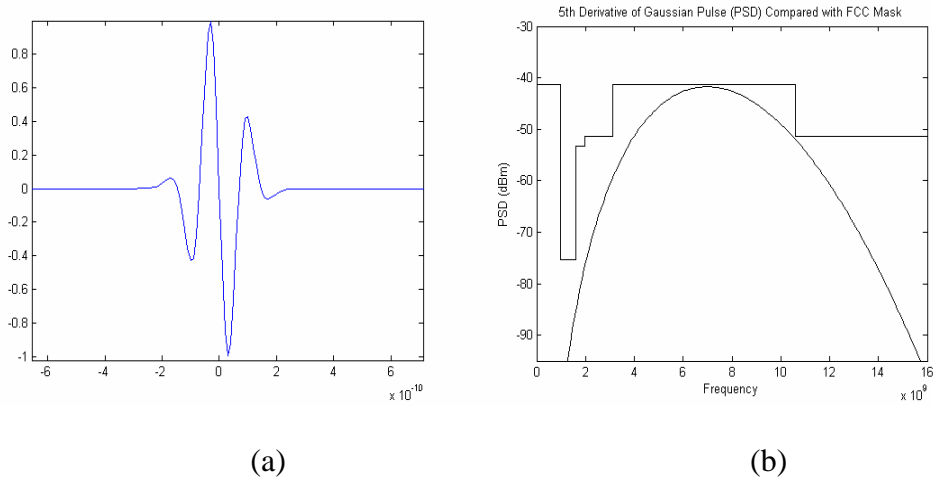 0.8
0.6
0.4
0.2
0
-0.2
-0.4
-0.6
-0.8
-1
-6 -4 -2 0 2 4 6
x 10^-10
(a)
5th Derivative of Gaussian Pulse (PSD) Compared with FCC Mask
-30
-40
-50
-60
-70
-80
-90
PSD (dBm)
0 2 4 6 8 10 12 14 16
Frequency
x 10^9
(b)